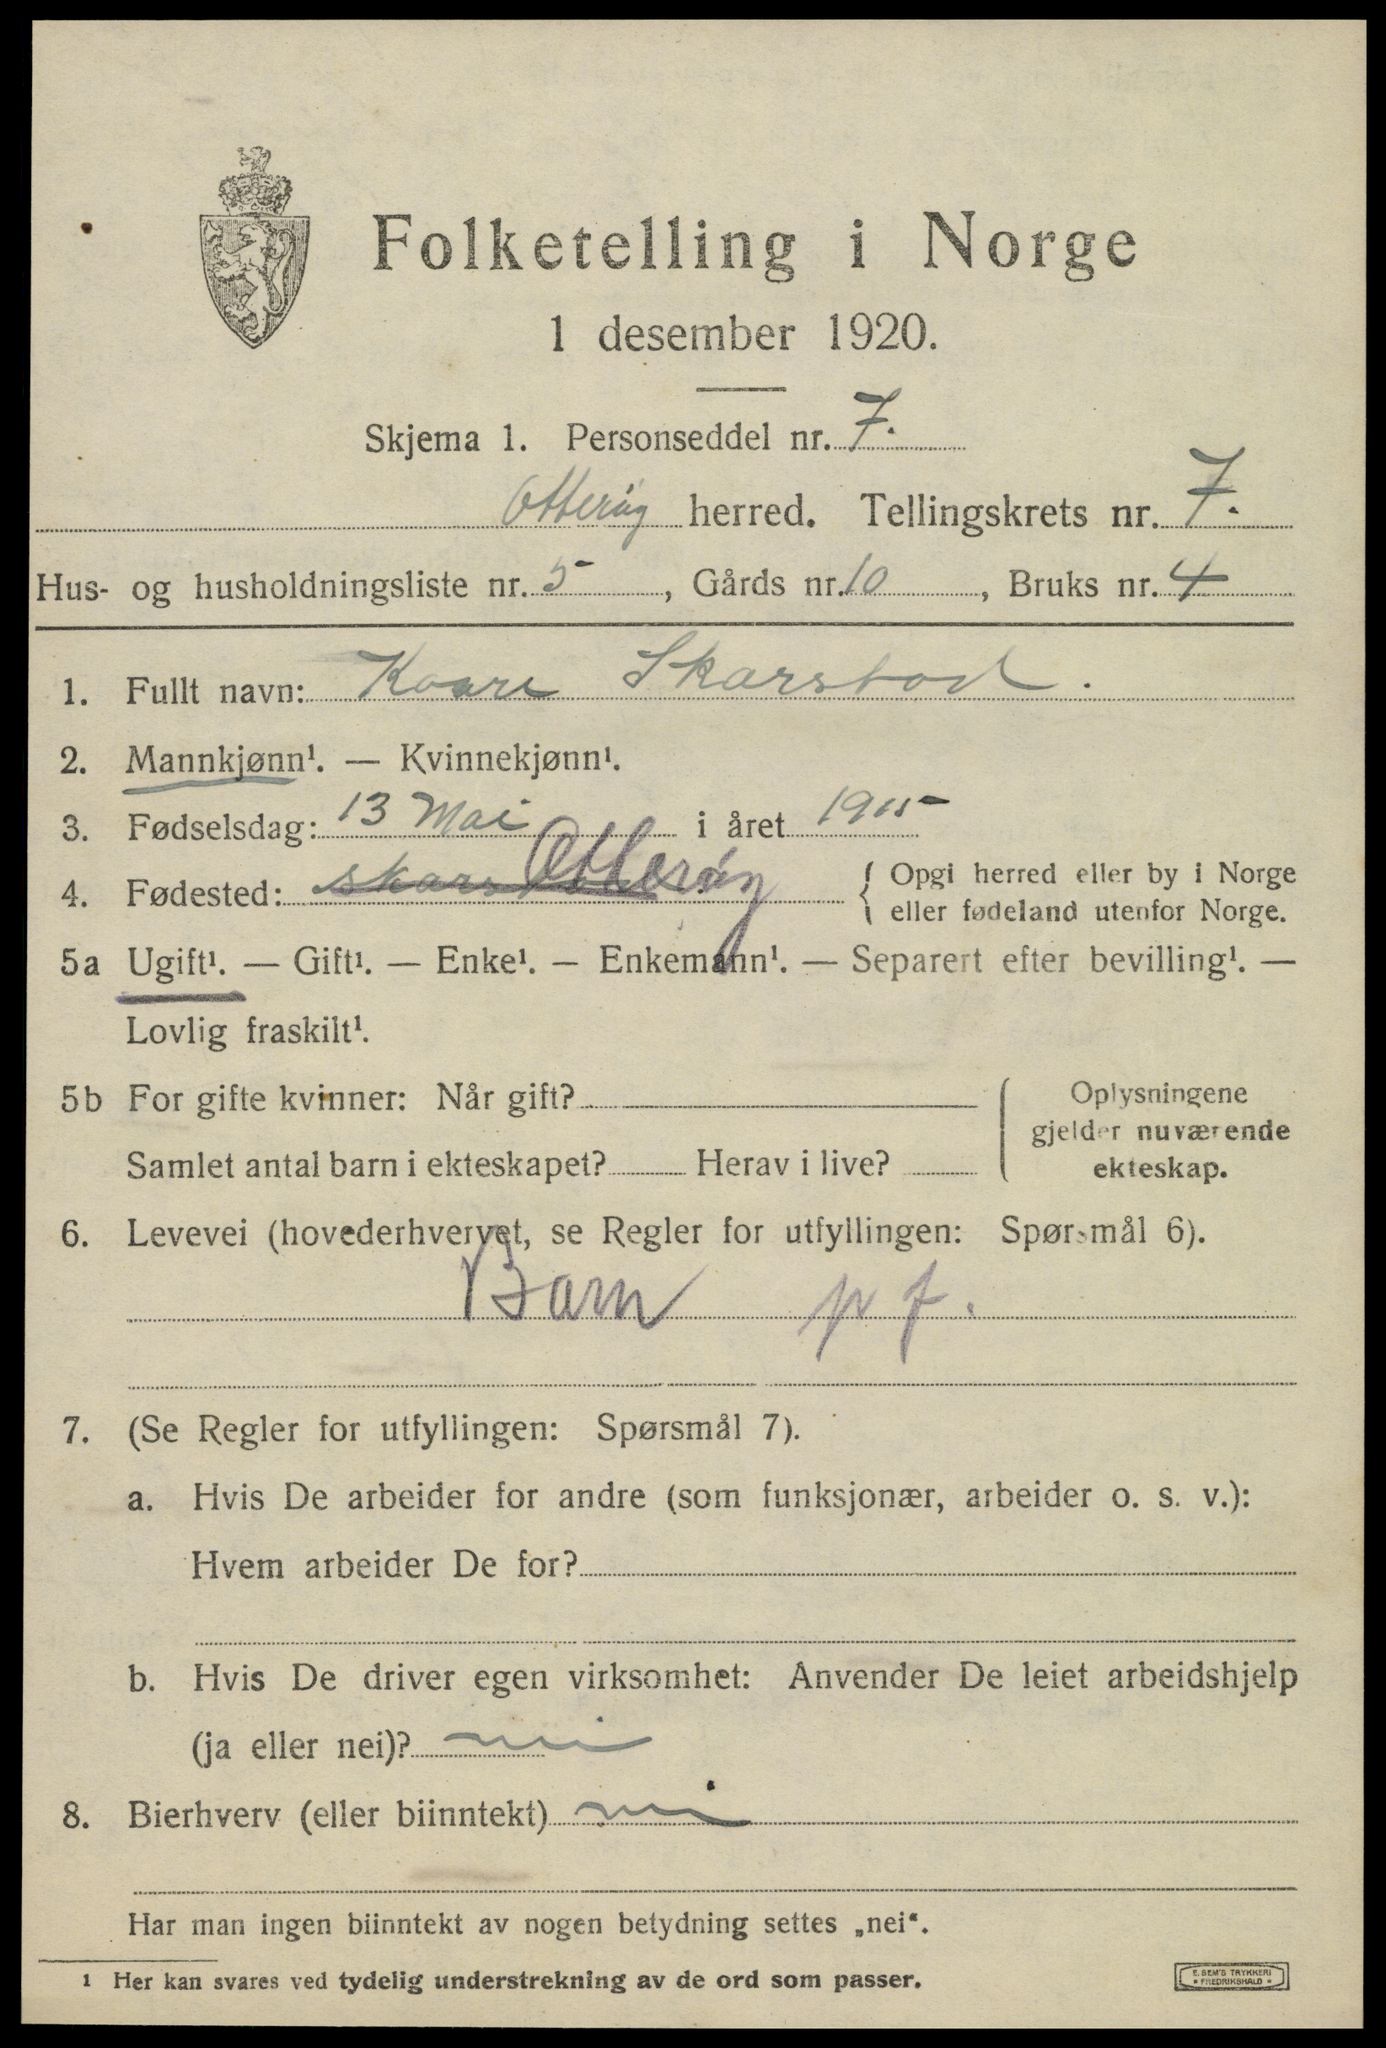 Folketelling i Norge
1 desember 1920.
Skjema 1. Personseddel nr. 7.
Otterøy herred. Tellingskrets nr. 7.
Hus- og husholdningsliste nr. 5, Gårds nr. 10, Bruks nr. 4
1. Fullt navn: Kaare Skarstad.
2. Mannkjønn¹. — Kvinnekjønn¹.
3. Fødselsdag: 13 Mai i året 1915
4. Fødested: Otterøy { Opgi herred eller by i Norge
eller fødeland utenfor Norge.
5a Ugift¹. — Gift¹. — Enke¹. — Enkemann¹. — Separert efter bevilling¹. —
Lovlig fraskilt¹.
5b For gifte kvinner: Når gift? { Oplysningene
gjelder nuværende
Samlet antal barn i ekteskapet? Herav i live? ekteskap.
6. Levevei (hovederhvervet, se Regler for utfyllingen: Spørsmål 6).
Barn p f.
7. (Se Regler for utfyllingen: Spørsmål 7).
a. Hvis De arbeider for andre (som funksjonær, arbeider o. s. v.):
Hvem arbeider De for?
b. Hvis De driver egen virksomhet: Anvender De leiet arbeidshjelp
(ja eller nei)? nei
8. Bierhverv (eller biinntekt) nei
Har man ingen biinntekt av nogen betydning settes „nei“.
¹ Her kan svares ved tydelig understrekning av de ord som passer.
E. SEM'S TRYKKERI
FREDRIKSHALD